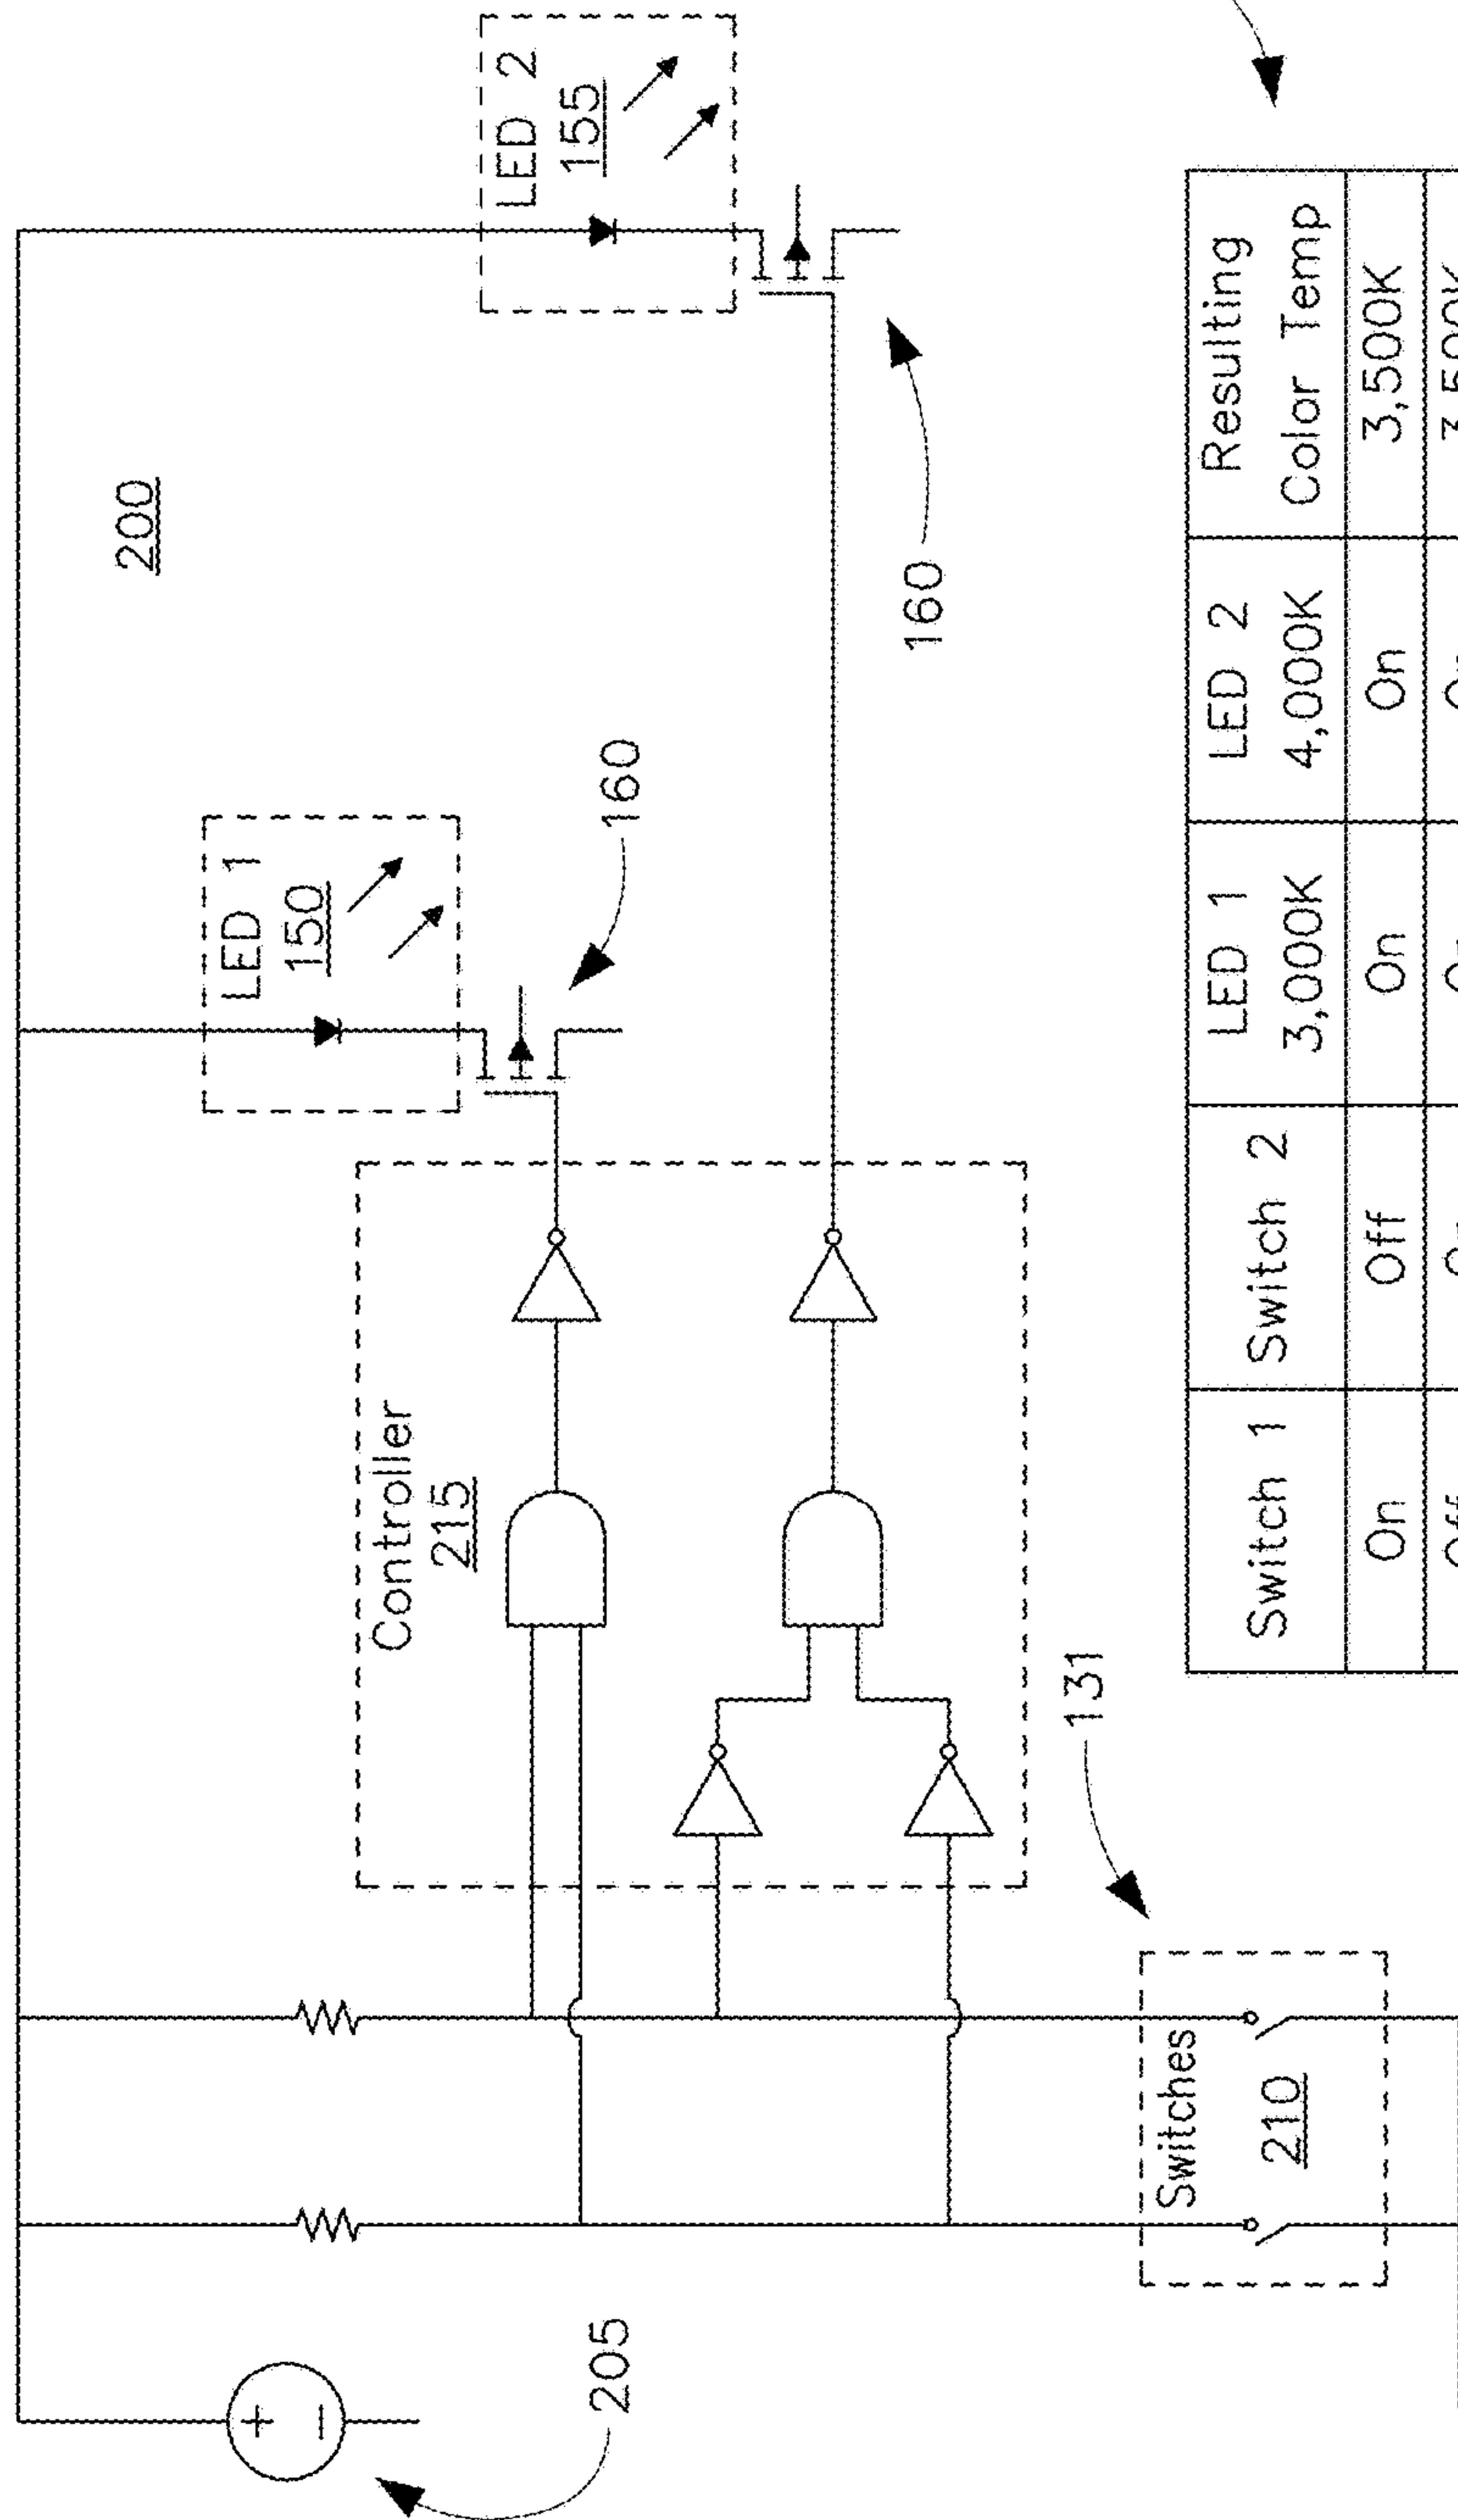 200
LED 2
155
LED 1
150
160
160
Controller
215
Switches
210
131
205
+
−
Switch 1 Switch 2 LED 1 3,000K LED 2 4,000K Resulting Color Temp
On Off On On 3,500K